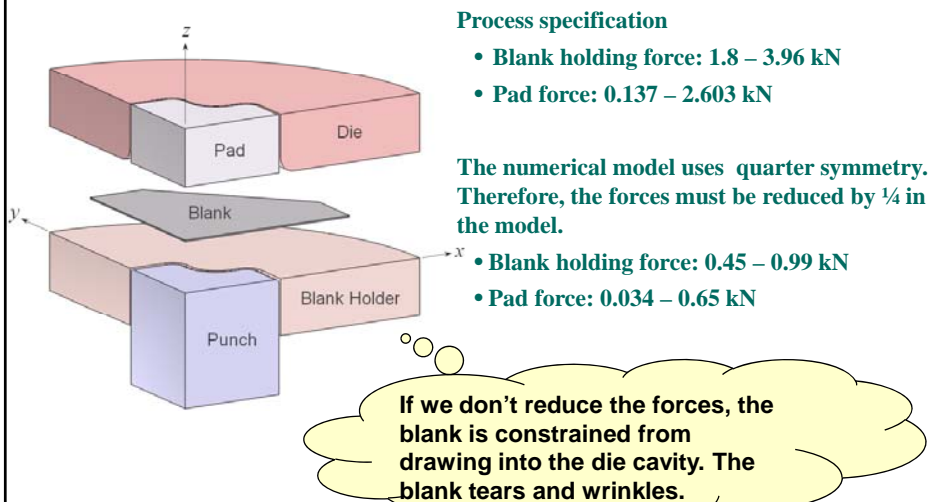 Process specification
• Blank holding force: 1.8 – 3.96 kN
• Pad force: 0.137 – 2.603 kN
The numerical model uses quarter symmetry.
Therefore, the forces must be reduced by ¼ in
the model.
• Blank holding force: 0.45 – 0.99 kN
• Pad force: 0.034 – 0.65 kN
z
Die
Pad
Blank
y
x
Blank Holder
Punch
If we don't reduce the forces, the
blank is constrained from
drawing into the die cavity. The
blank tears and wrinkles.